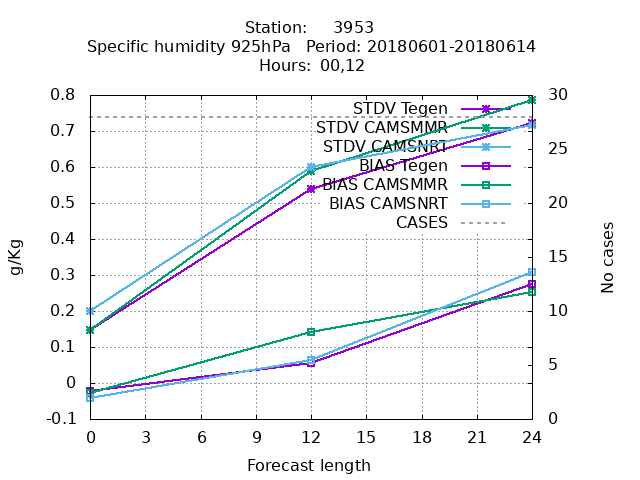 Station: 3953
Specific humidity 925hPa Period: 20180601-20180614
Hours: 00,12
0.8
0.7
0.6
0.5
0.4
0.3
0.2
0.1
0
-0.1
g/Kg
STDV Tegen
STDV CAMSMMR
STDV CAMSNRT
BIAS Tegen
BIAS CAMSMMR
BIAS CAMSNRT
CASES
30
25
20
15
10
5
0
No cases
0 3 6 9 12 15 18 21 24
Forecast length